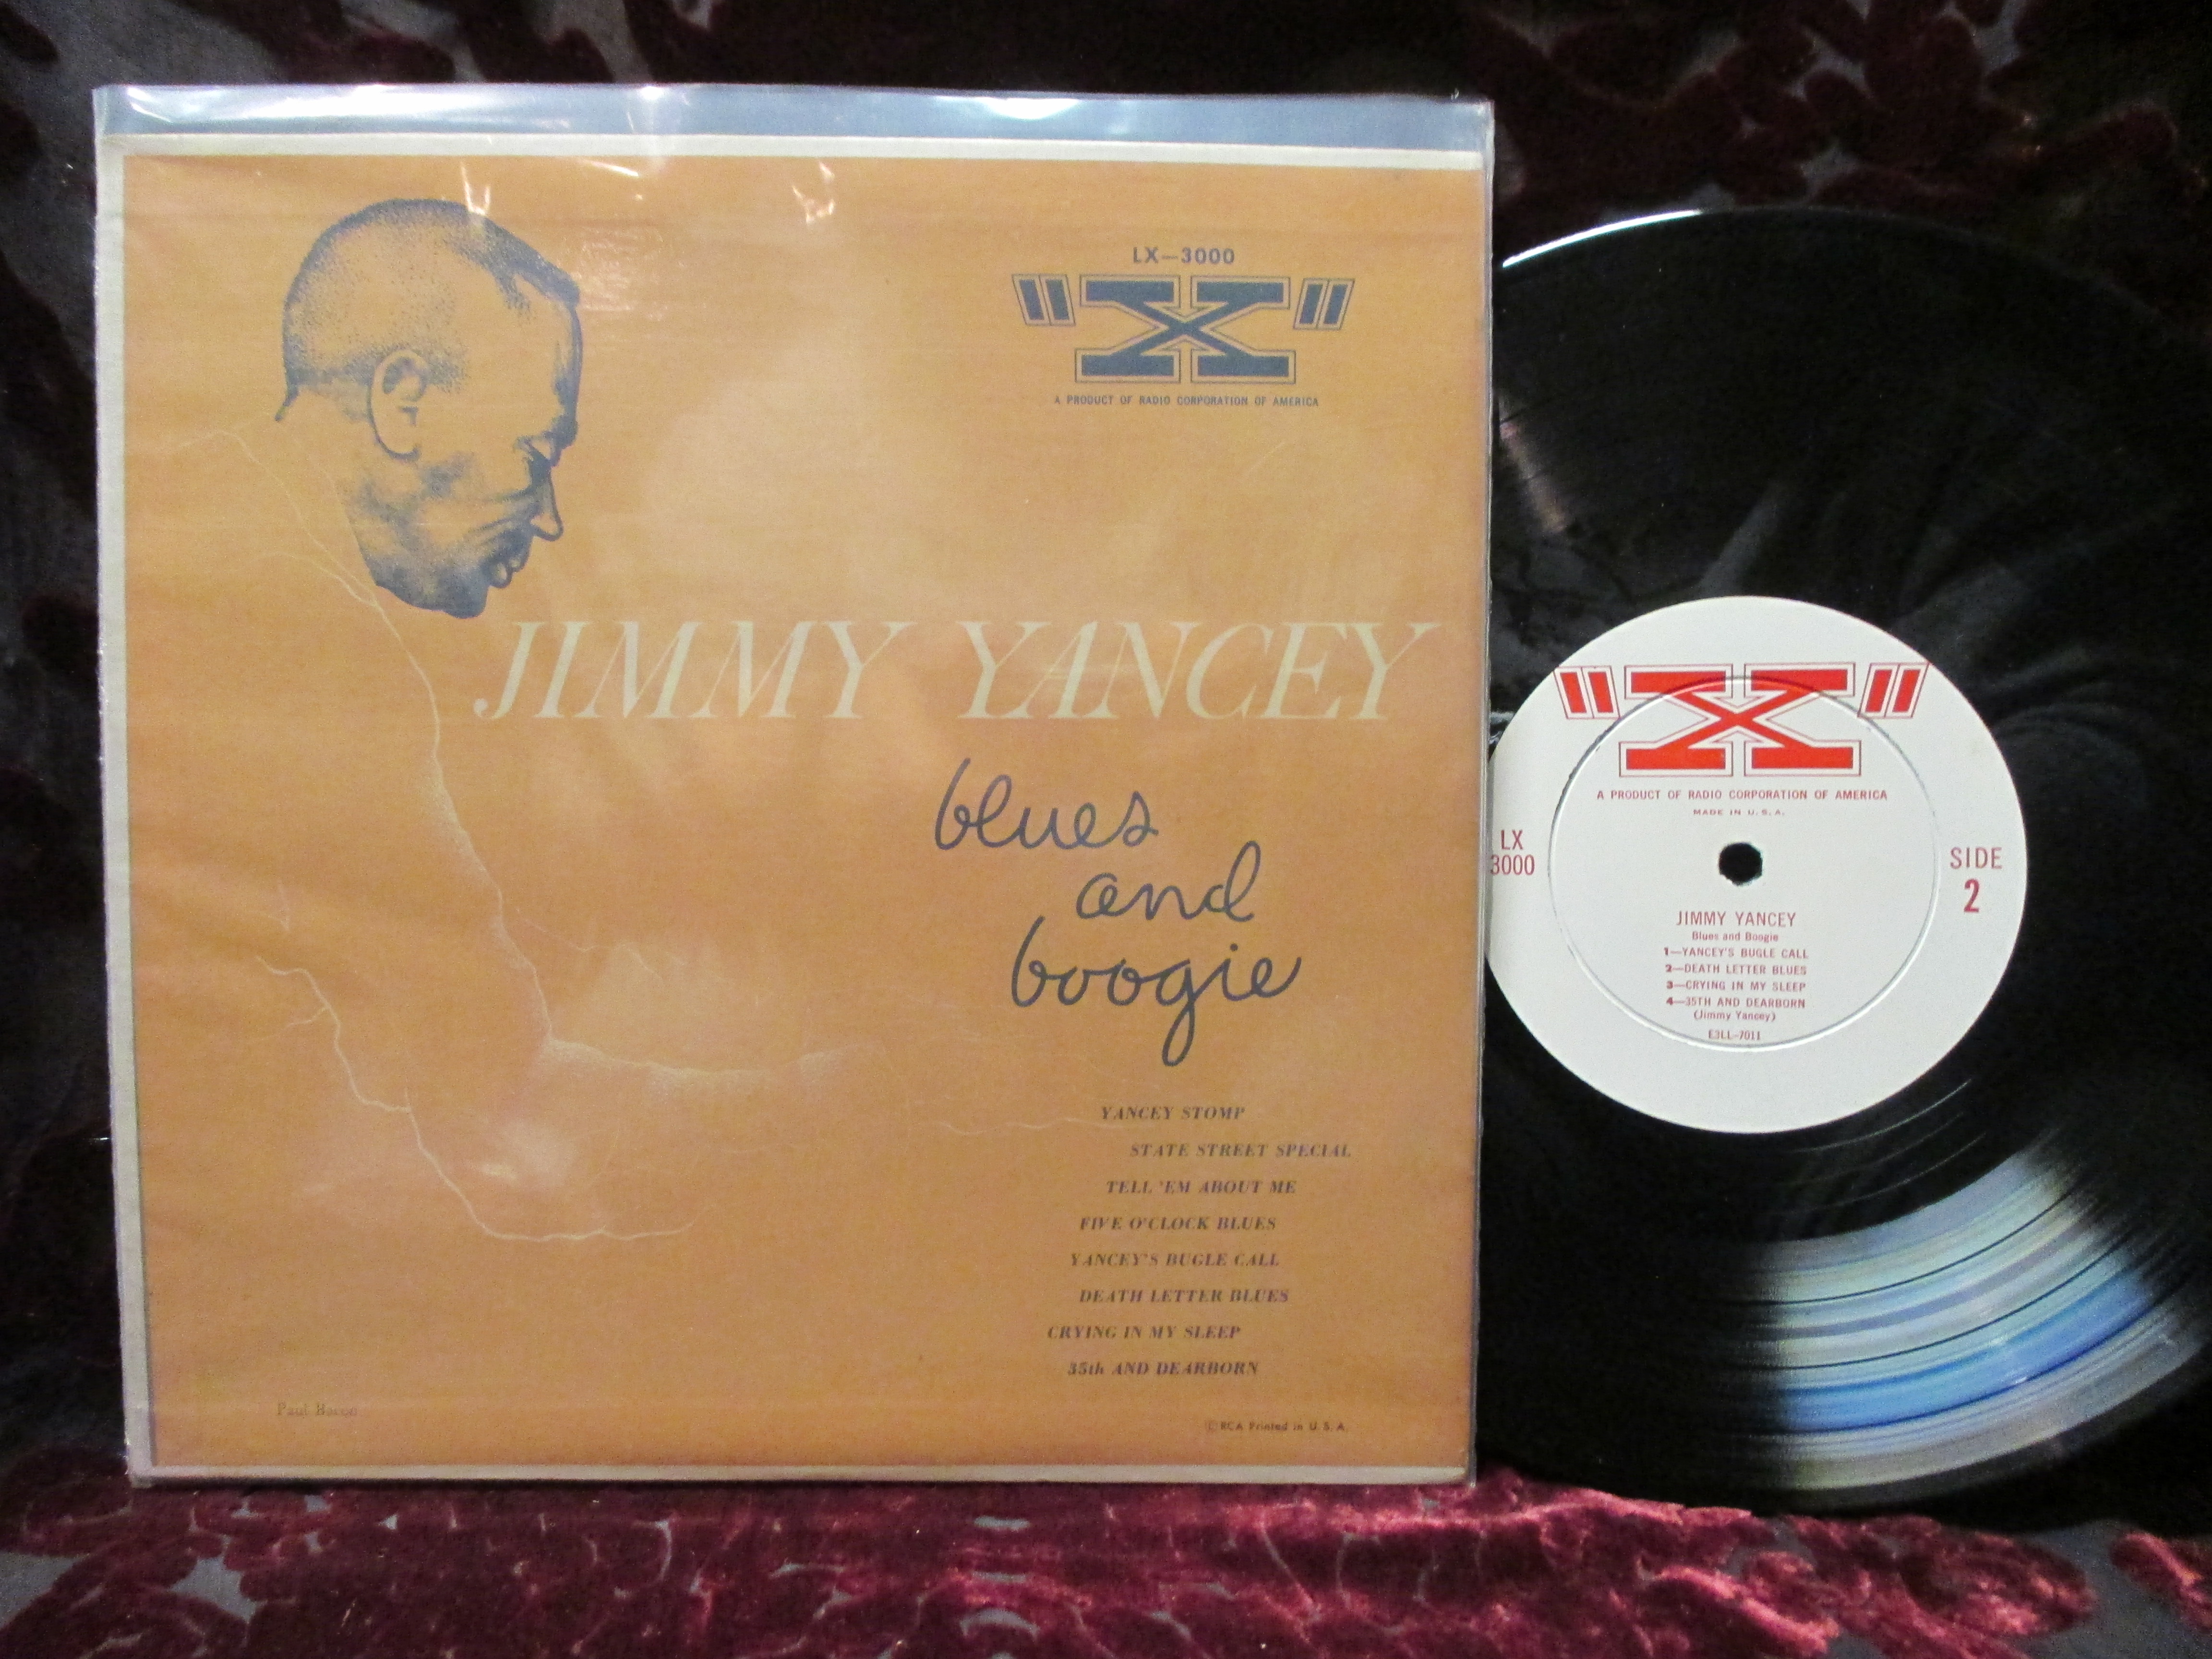 LX—3000
"X"
A PRODUCT OF RADIO CORPORATION OF AMERICA
JIMMY YANCEY
blues
and
boogie
YANCEY STOMP
STATE STREET SPECIAL
TELL 'EM ABOUT ME
FIVE O'CLOCK BLUES
YANCEY'S BUGLE CALL
DEATH LETTER BLUES
CRYING IN MY SLEEP
35th AND DEARBORN
Paul Bacon
© RCA Printed in U. S. A.
"X"
A PRODUCT OF RADIO CORPORATION OF AMERICA
MADE IN U. S. A.
LX
3000
SIDE
2
JIMMY YANCEY
Blues and Boogie
1—YANCEY'S BUGLE CALL
2—DEATH LETTER BLUES
3—CRYING IN MY SLEEP
4—35TH AND DEARBORN
(Jimmy Yancey)
E3LL-7011